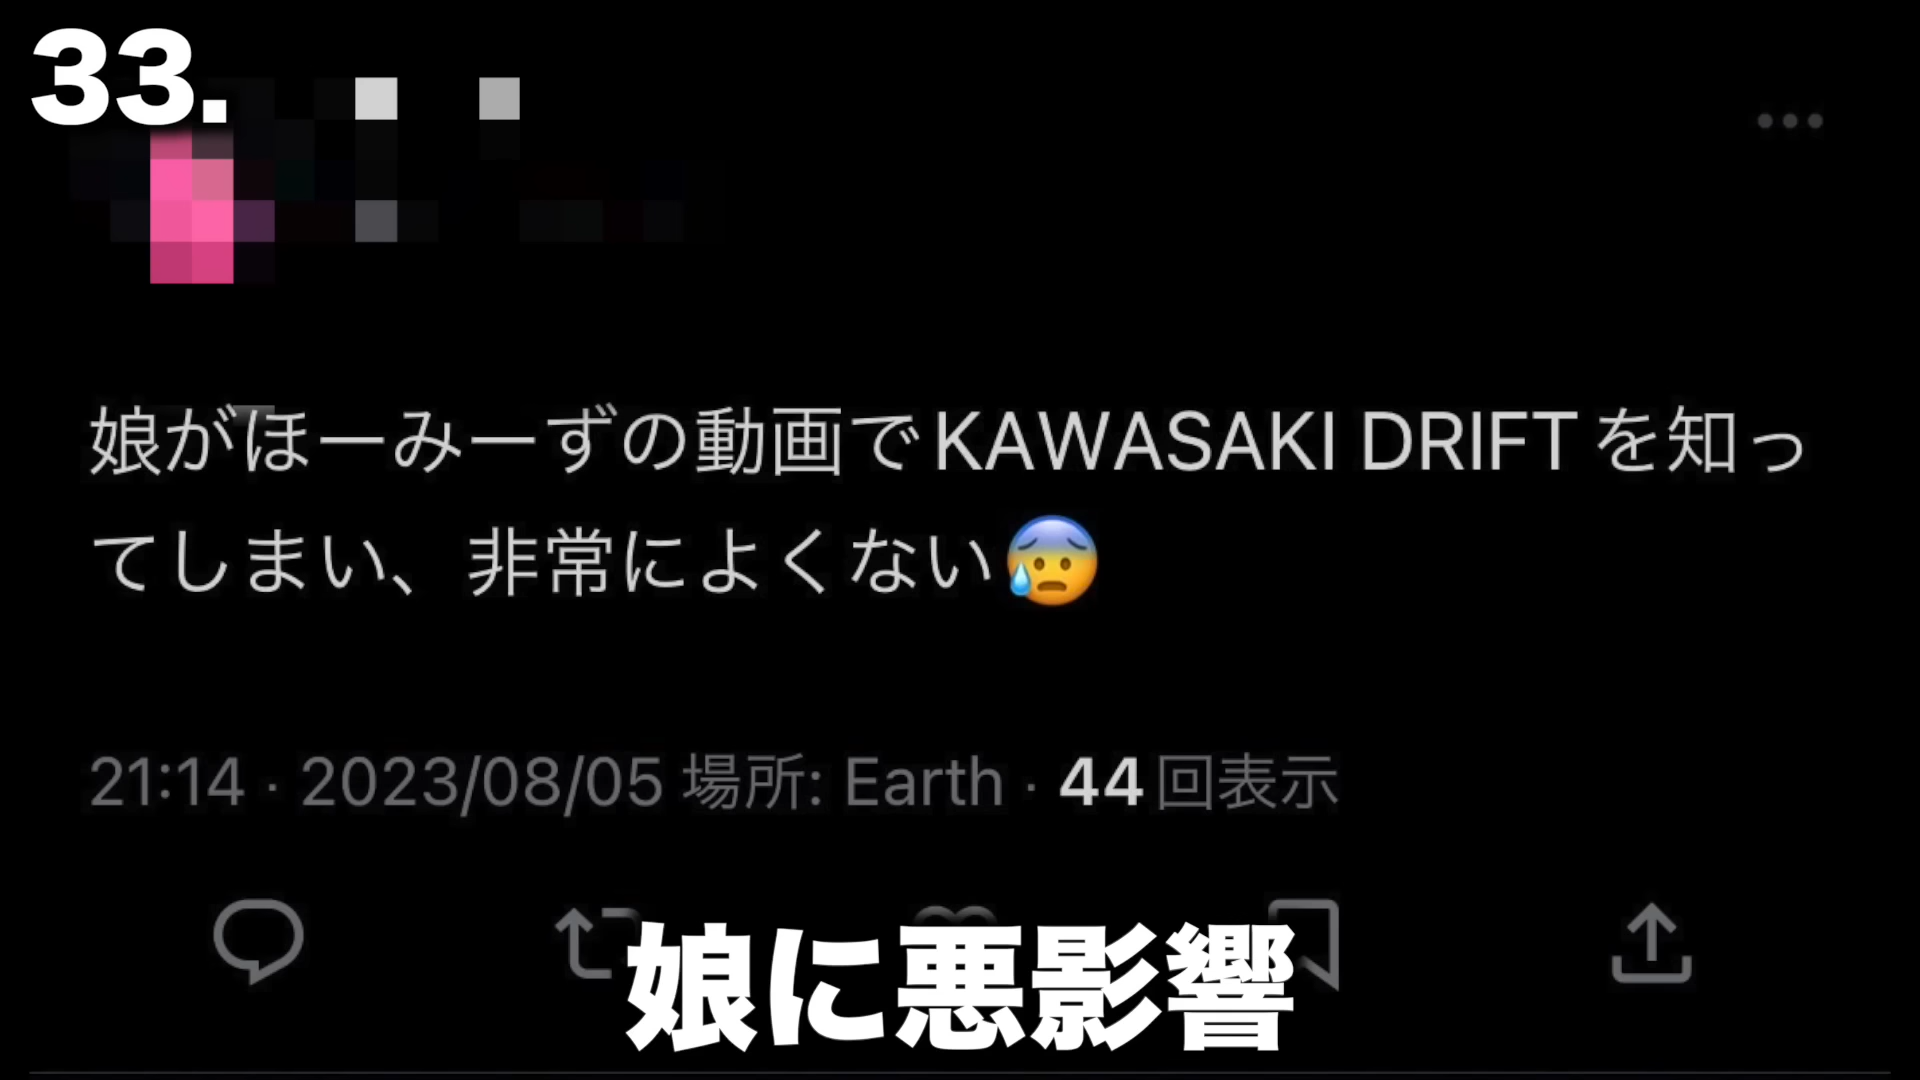 33.
娘がほーみーずの動画でKAWASAKI DRIFTを知っ
てしまい、非常によくない😰
21:14 · 2023/08/05 場所: Earth · 44回表示
娘に悪影響